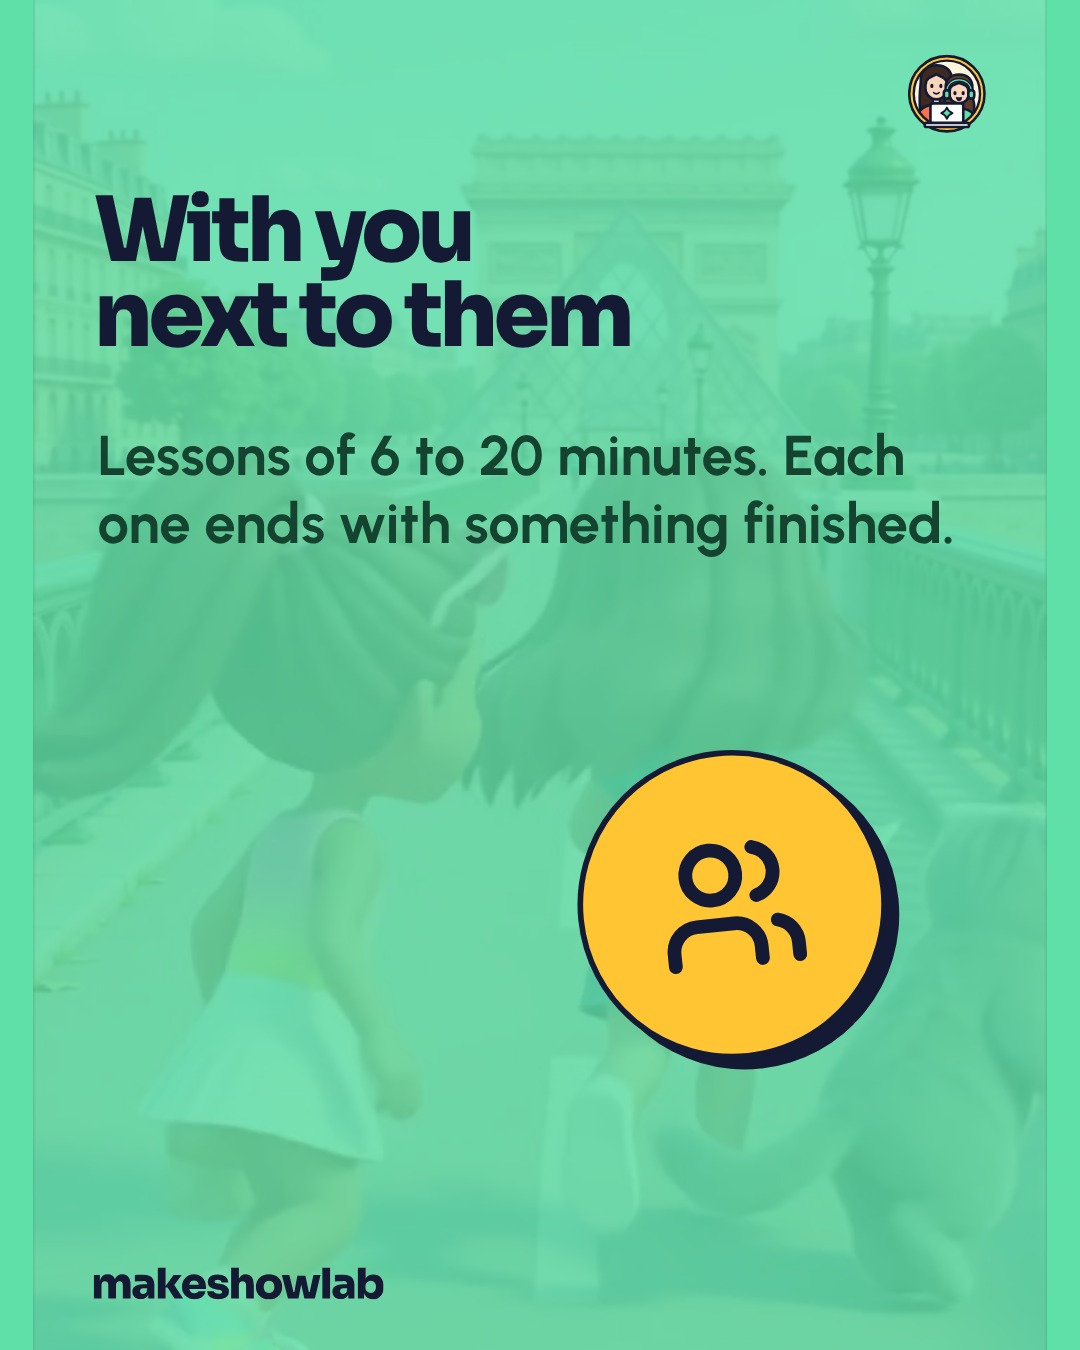 With you
next to them
Lessons of 6 to 20 minutes. Each
one ends with something finished.
makeshowlab